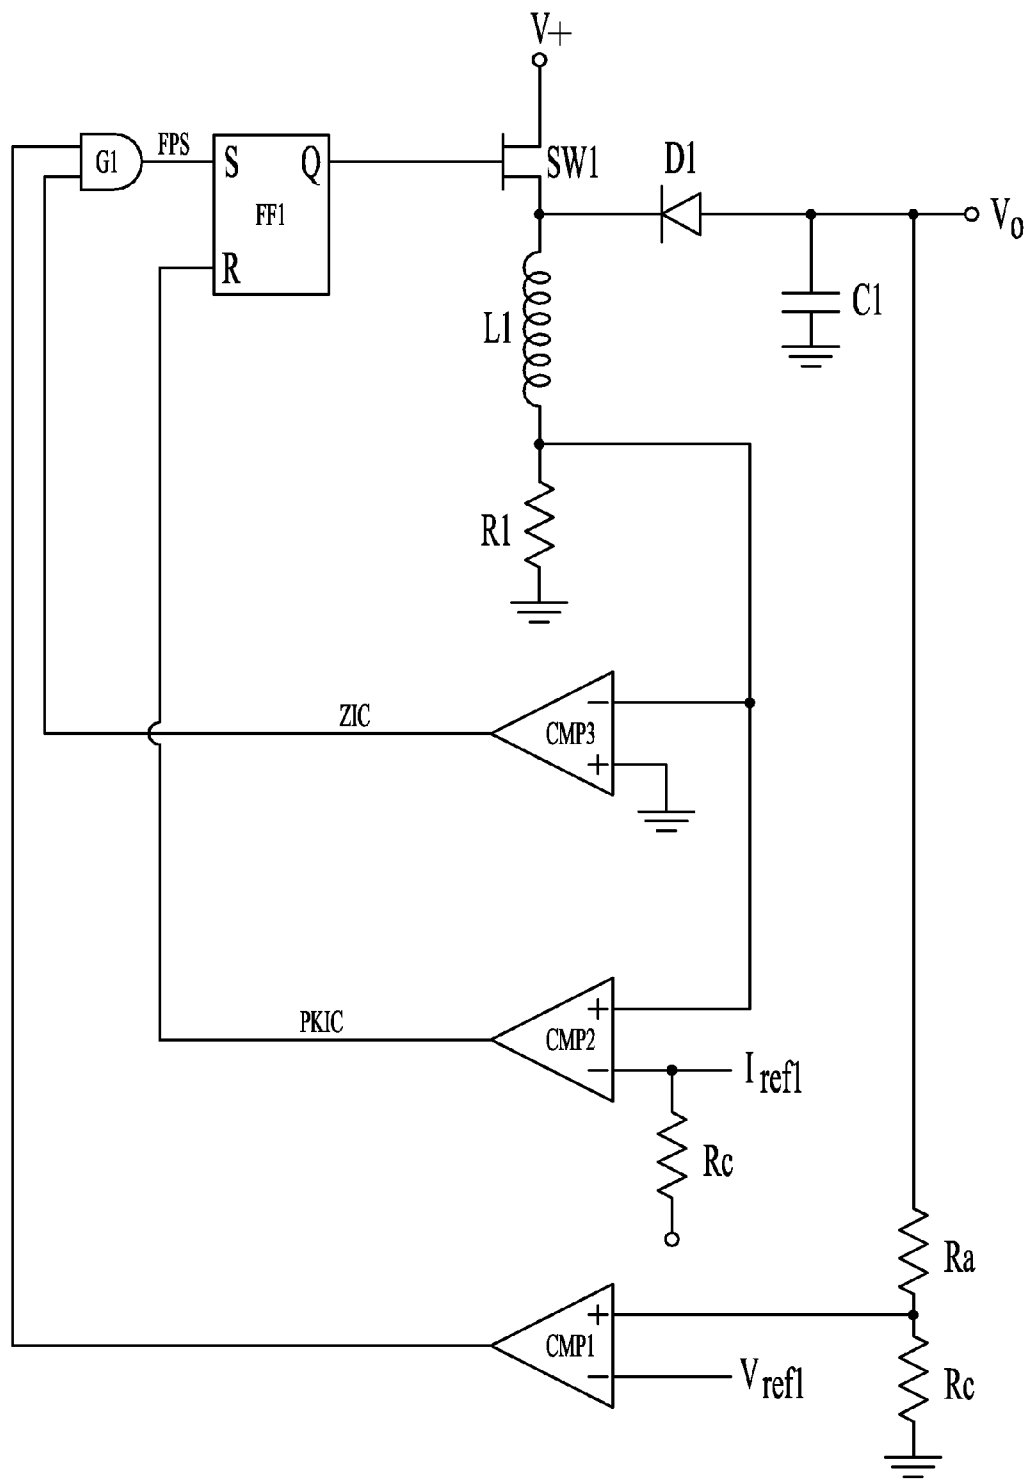 V+
G1
FPS
S
Q
FF1
R
SW1
D1
Vo
C1
L1
R1
ZIC
−
CMP3
+
PKIC
+
CMP2
−
Iref1
Rc
Ra
+
CMP1
−
Vref1
Rc